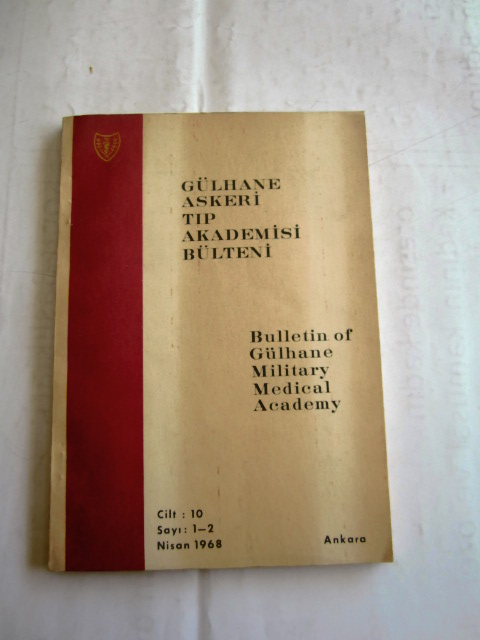 GÜLHANE
ASKERİ
TIP
AKADEMİSİ
BÜLTENİ
Bulletin of
Gülhane
Military
Medical
Academy
Cilt : 10
Sayı : 1–2
Nisan 1968
Ankara